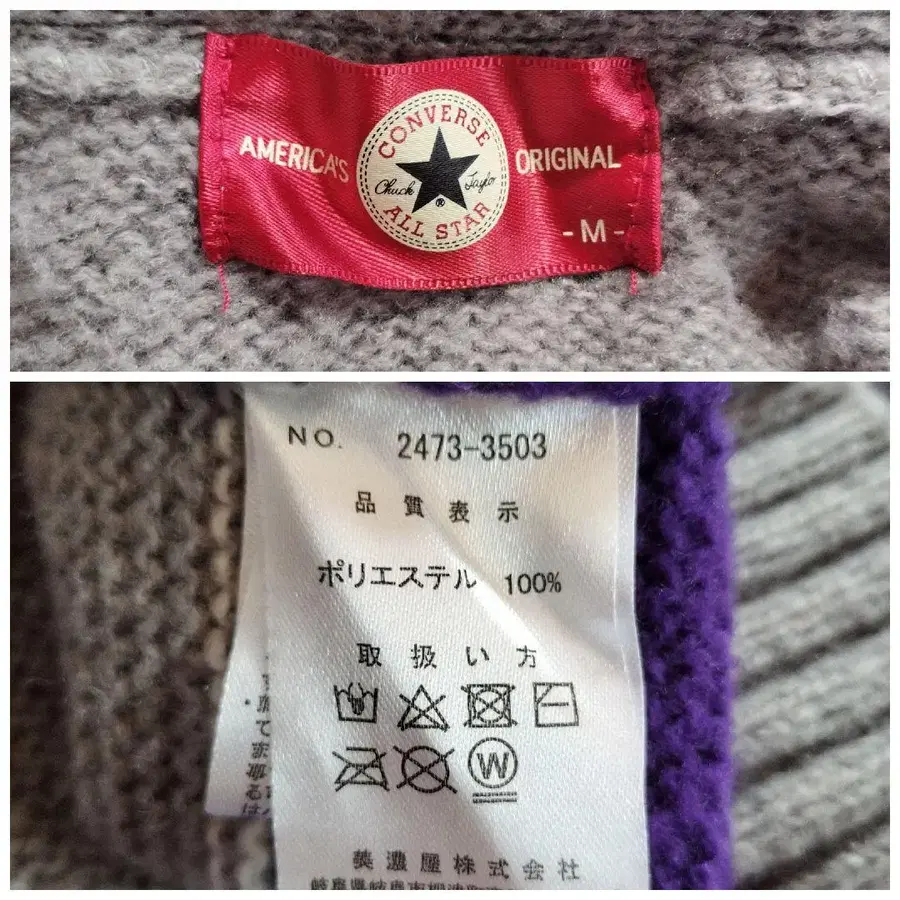 AMERICA'S
CONVERSE
Chuck Taylor
®
ALL STAR
ORIGINAL
- M -
NO. 2473-3503
品質表示
ポリエステル 100%
取扱い方
W
美濃屋株式会社